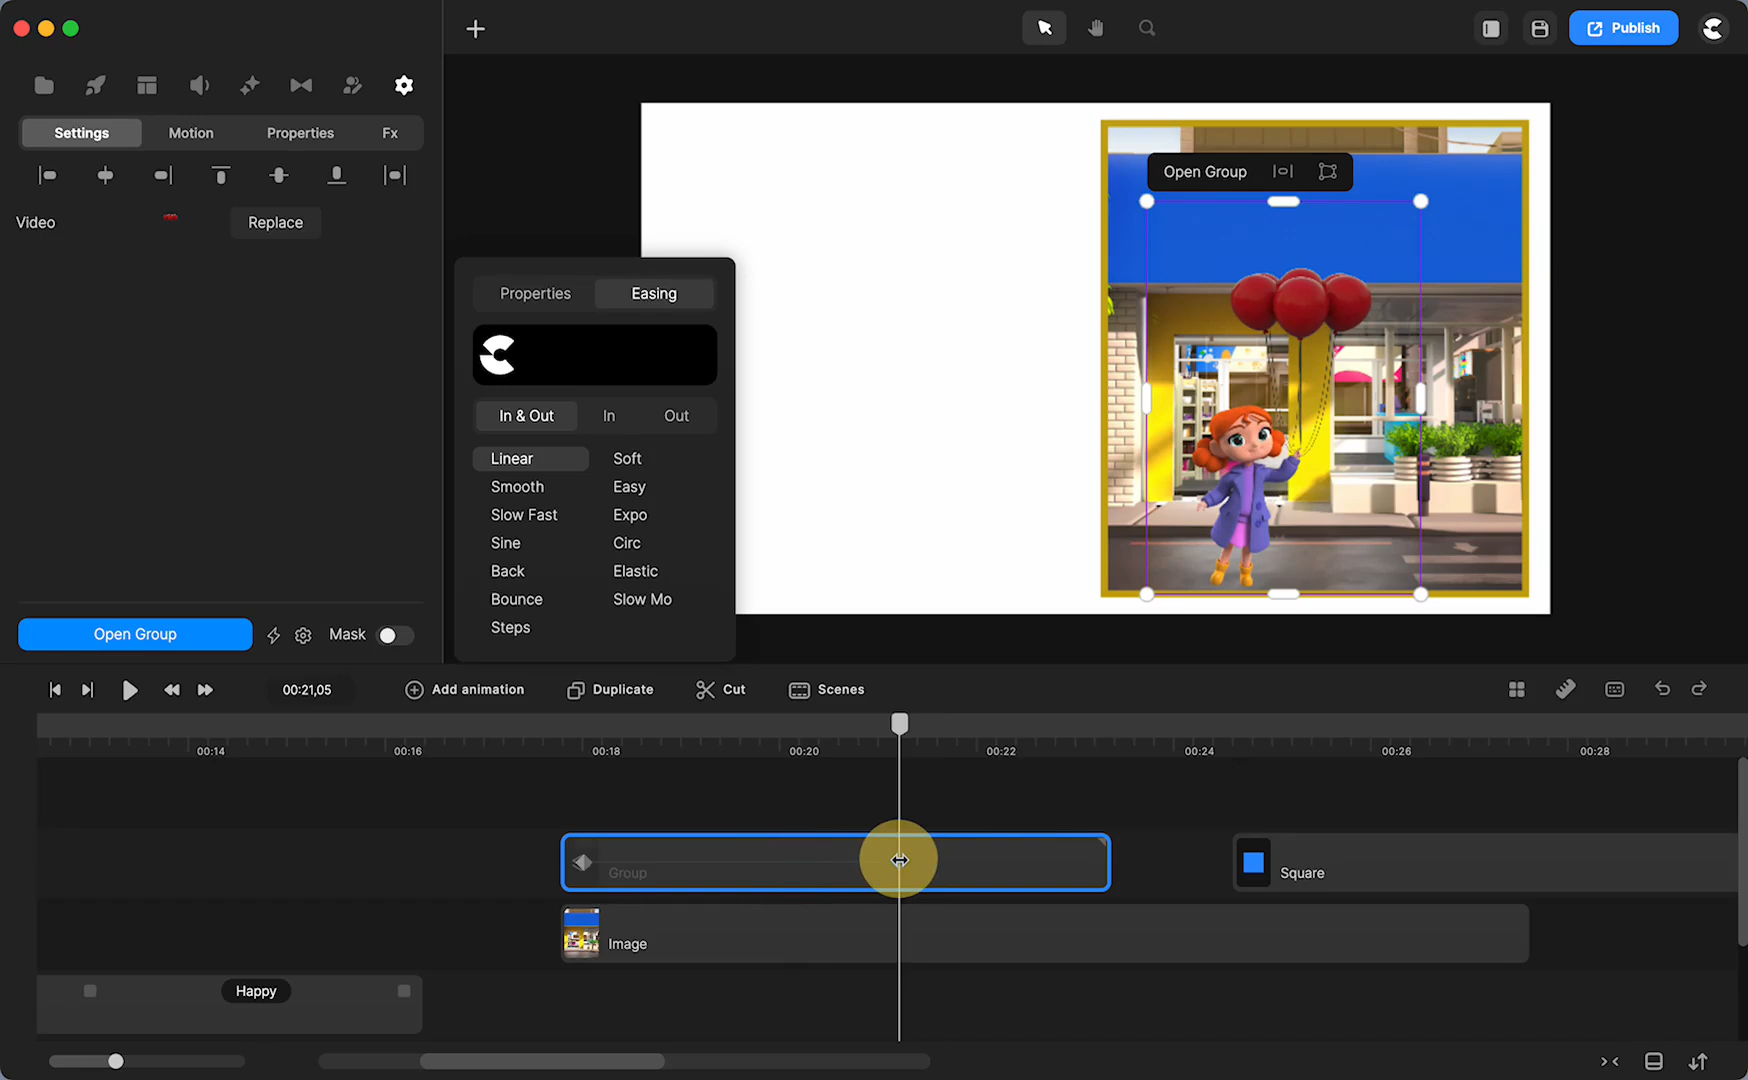 Publish
Settings
Motion
Properties
Fx
Video
Replace
Open Group
Properties
Easing
In & Out
In
Out
Linear
Soft
Smooth
Easy
Slow Fast
Expo
Sine
Circ
Back
Elastic
Bounce
Slow Mo
Steps
Open Group
Mask
00:21,05
Add animation
Duplicate
Cut
Scenes
00:14
00:16
00:18
00:20
00:22
00:24
00:26
00:28
Group
Square
Image
Happy